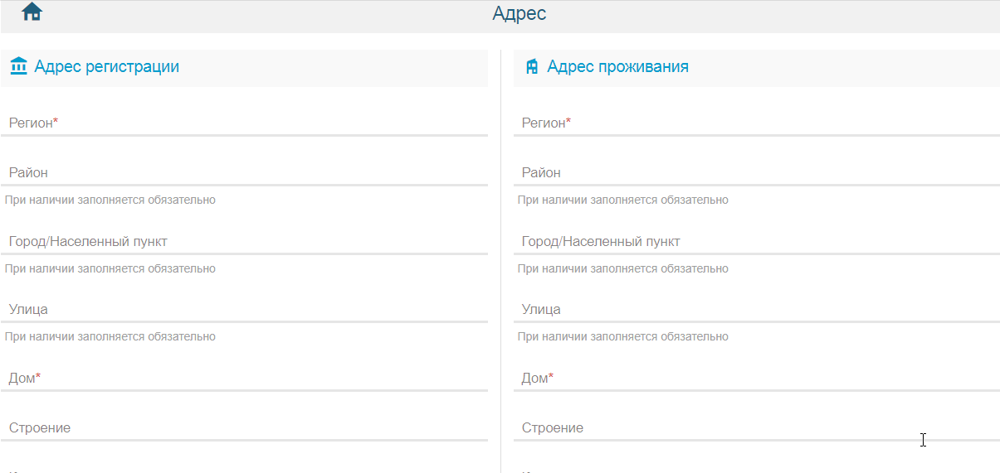 Адрес
Адрес регистрации
Регион*
Район
При наличии заполняется обязательно
Город/Населенный пункт
При наличии заполняется обязательно
Улица
При наличии заполняется обязательно
Дом*
Строение
Адрес проживания
Регион*
Район
При наличии заполняется обязательно
Город/Населенный пункт
При наличии заполняется обязательно
Улица
При наличии заполняется обязательно
Дом*
Строение